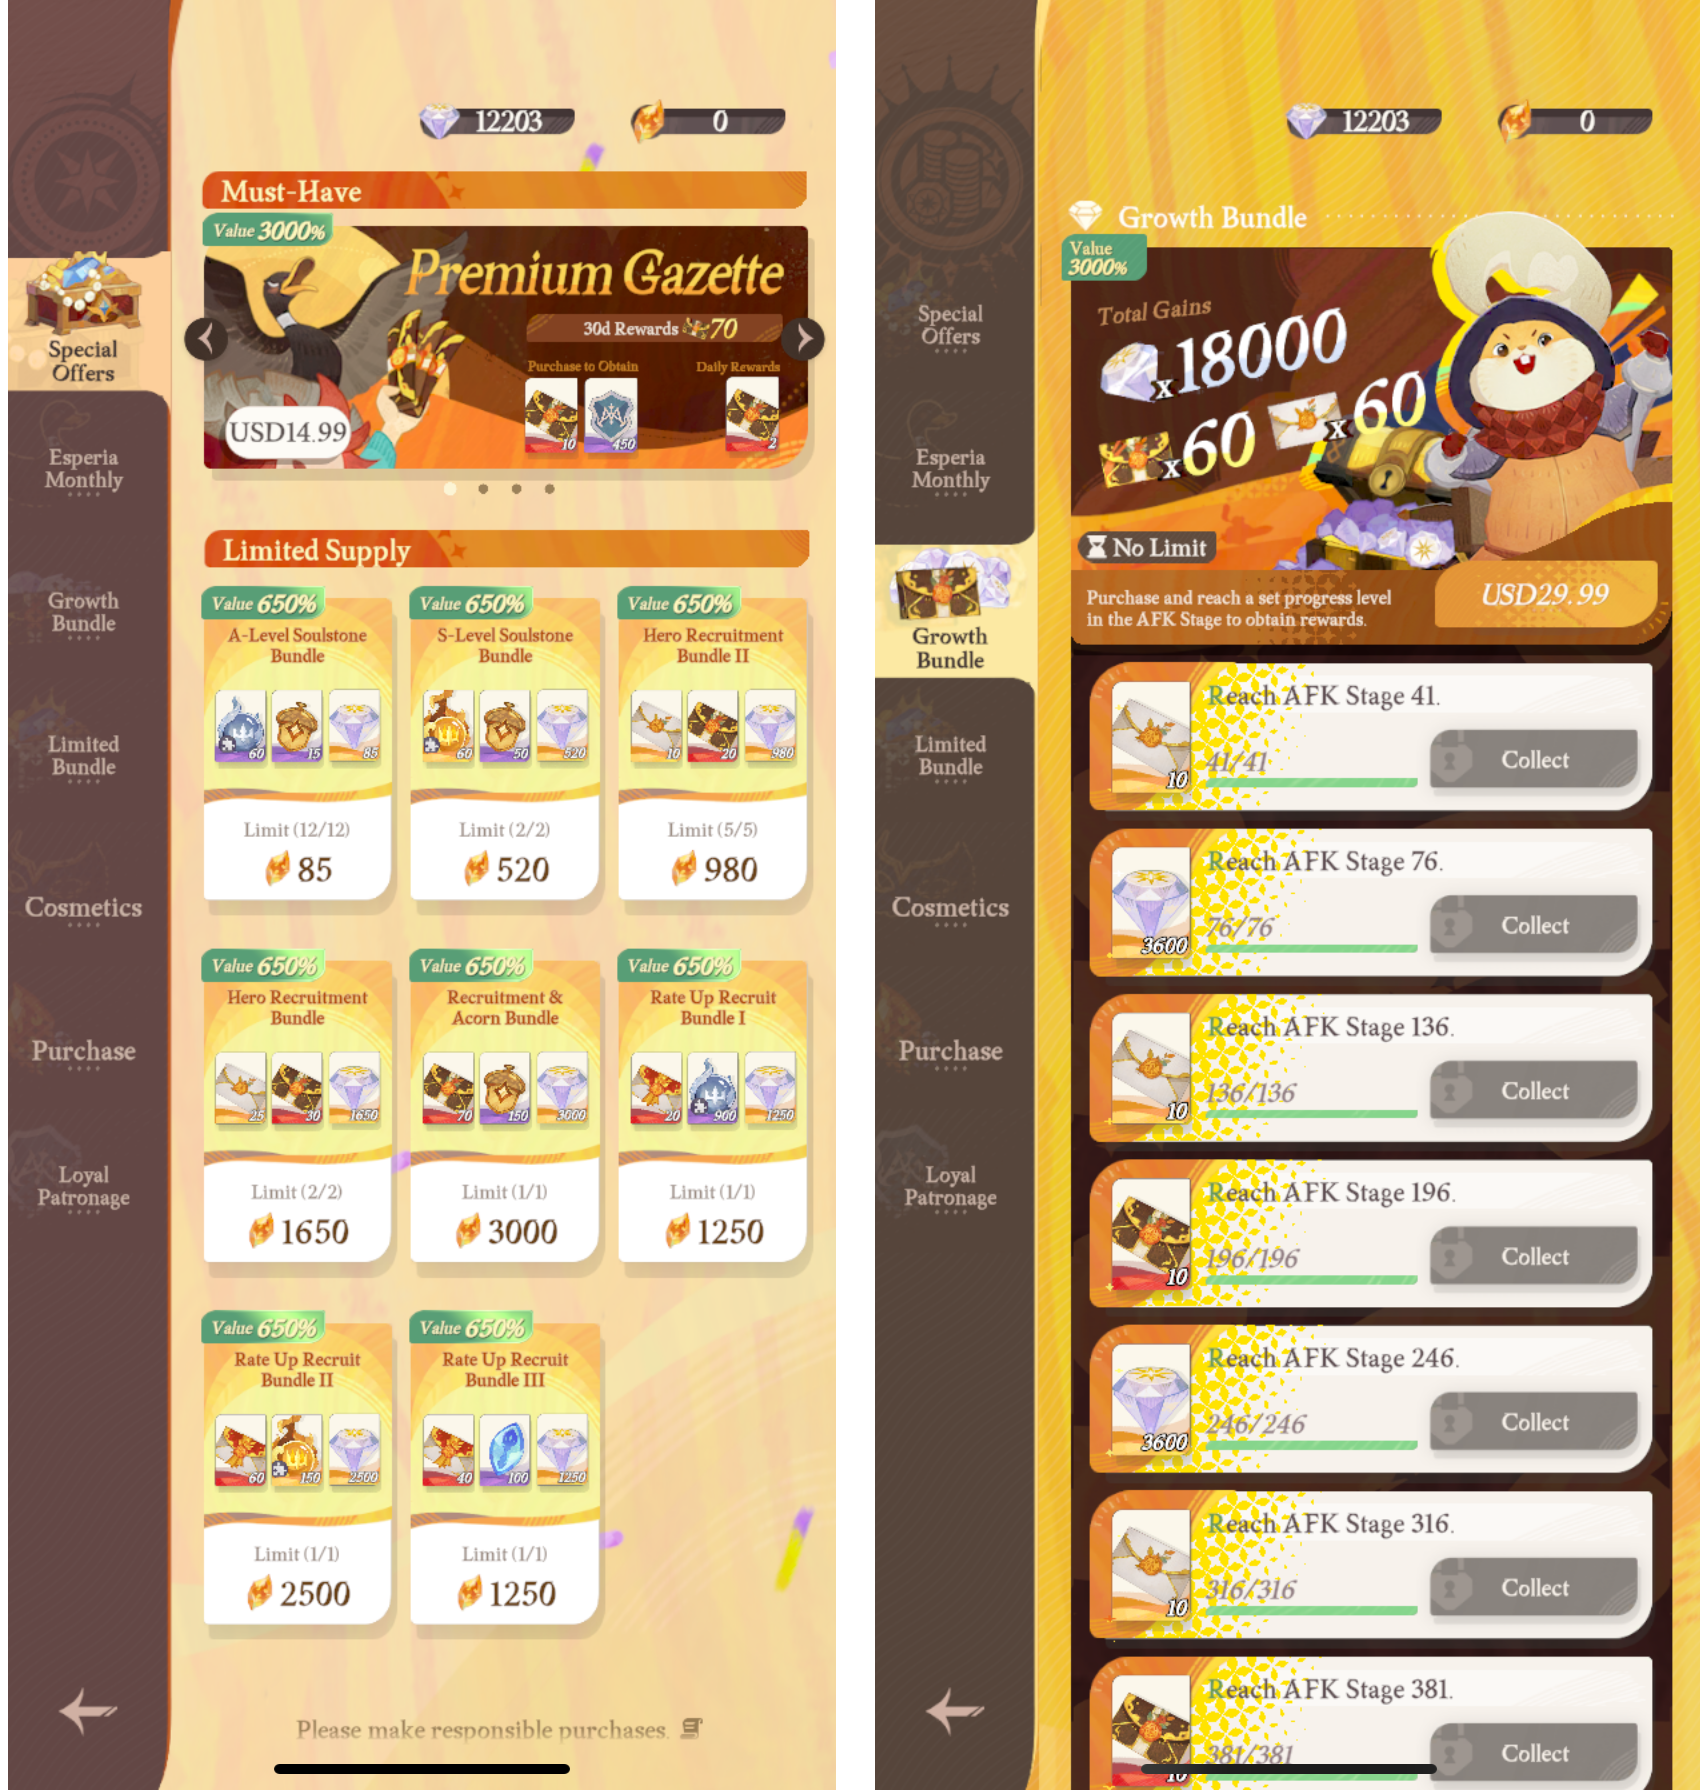 12203
0
Must-Have
Value 3000%
Premium Gazette
30d Rewards 70
Purchase to Obtain
Daily Rewards
10
450
2
USD14.99
Special
Offers
Esperia
Monthly
Growth
Bundle
Limited
Bundle
Cosmetics
Purchase
Loyal
Patronage
Limited Supply
Value 650%
A-Level Soulstone
Bundle
60
15
85
Limit (12/12)
85
Value 650%
S-Level Soulstone
Bundle
60
50
520
Limit (2/2)
520
Value 650%
Hero Recruitment
Bundle II
10
20
980
Limit (5/5)
980
Value 650%
Hero Recruitment
Bundle
25
30
1650
Limit (2/2)
1650
Value 650%
Recruitment &
Acorn Bundle
70
150
3000
Limit (1/1)
3000
Value 650%
Rate Up Recruit
Bundle I
20
900
1250
Limit (1/1)
1250
Value 650%
Rate Up Recruit
Bundle II
60
150
2500
Limit (1/1)
2500
Value 650%
Rate Up Recruit
Bundle III
40
100
1250
Limit (1/1)
1250
Please make responsible purchases.
12203
0
Special
Offers
Esperia
Monthly
Growth
Bundle
Limited
Bundle
Cosmetics
Purchase
Loyal
Patronage
Growth Bundle
Value
3000%
Total Gains
x18000
x60
x60
No Limit
Purchase and reach a set progress level
in the AFK Stage to obtain rewards.
USD29.99
Reach AFK Stage 41.
10
41/41
Collect
Reach AFK Stage 76.
3600
76/76
Collect
Reach AFK Stage 136.
10
136/136
Collect
Reach AFK Stage 196.
10
196/196
Collect
Reach AFK Stage 246.
3600
246/246
Collect
Reach AFK Stage 316.
10
316/316
Collect
Reach AFK Stage 381.
10
381/381
Collect